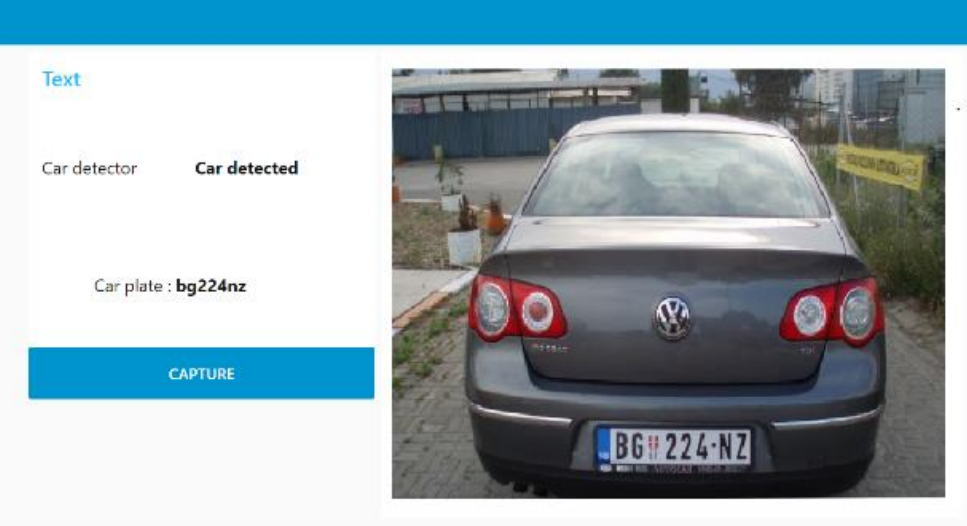 Text
Car detector Car detected
Car plate : bg224nz
CAPTURE
BG 224-NZ